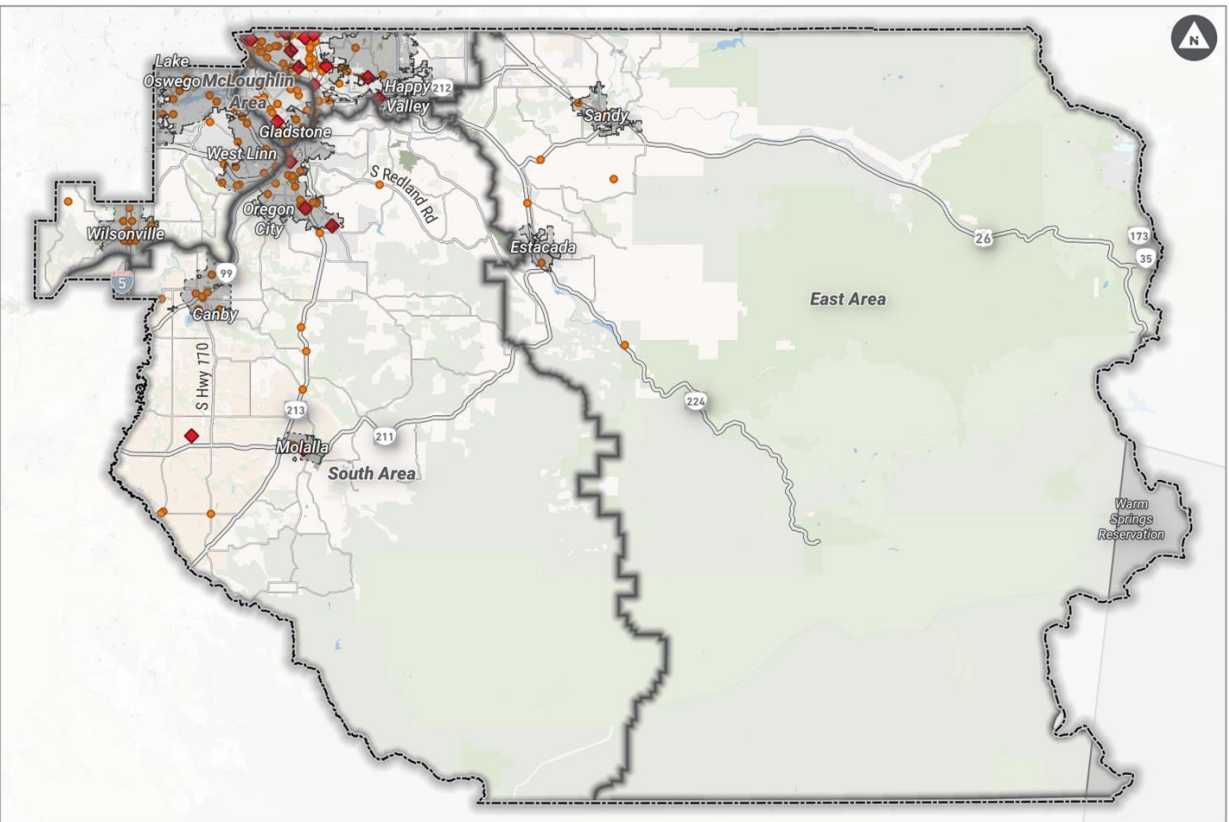 N
Lake
Oswego
McLoughlin
Area
Happy
Valley
212
Sandy
Gladstone
West Linn
S Redland Rd
Oregon
City
Wilsonville
Estacada
26
173
35
99
5
East Area
Canby
S Hwy 170
224
213
211
Molalla
South Area
Warm
Springs
Reservation